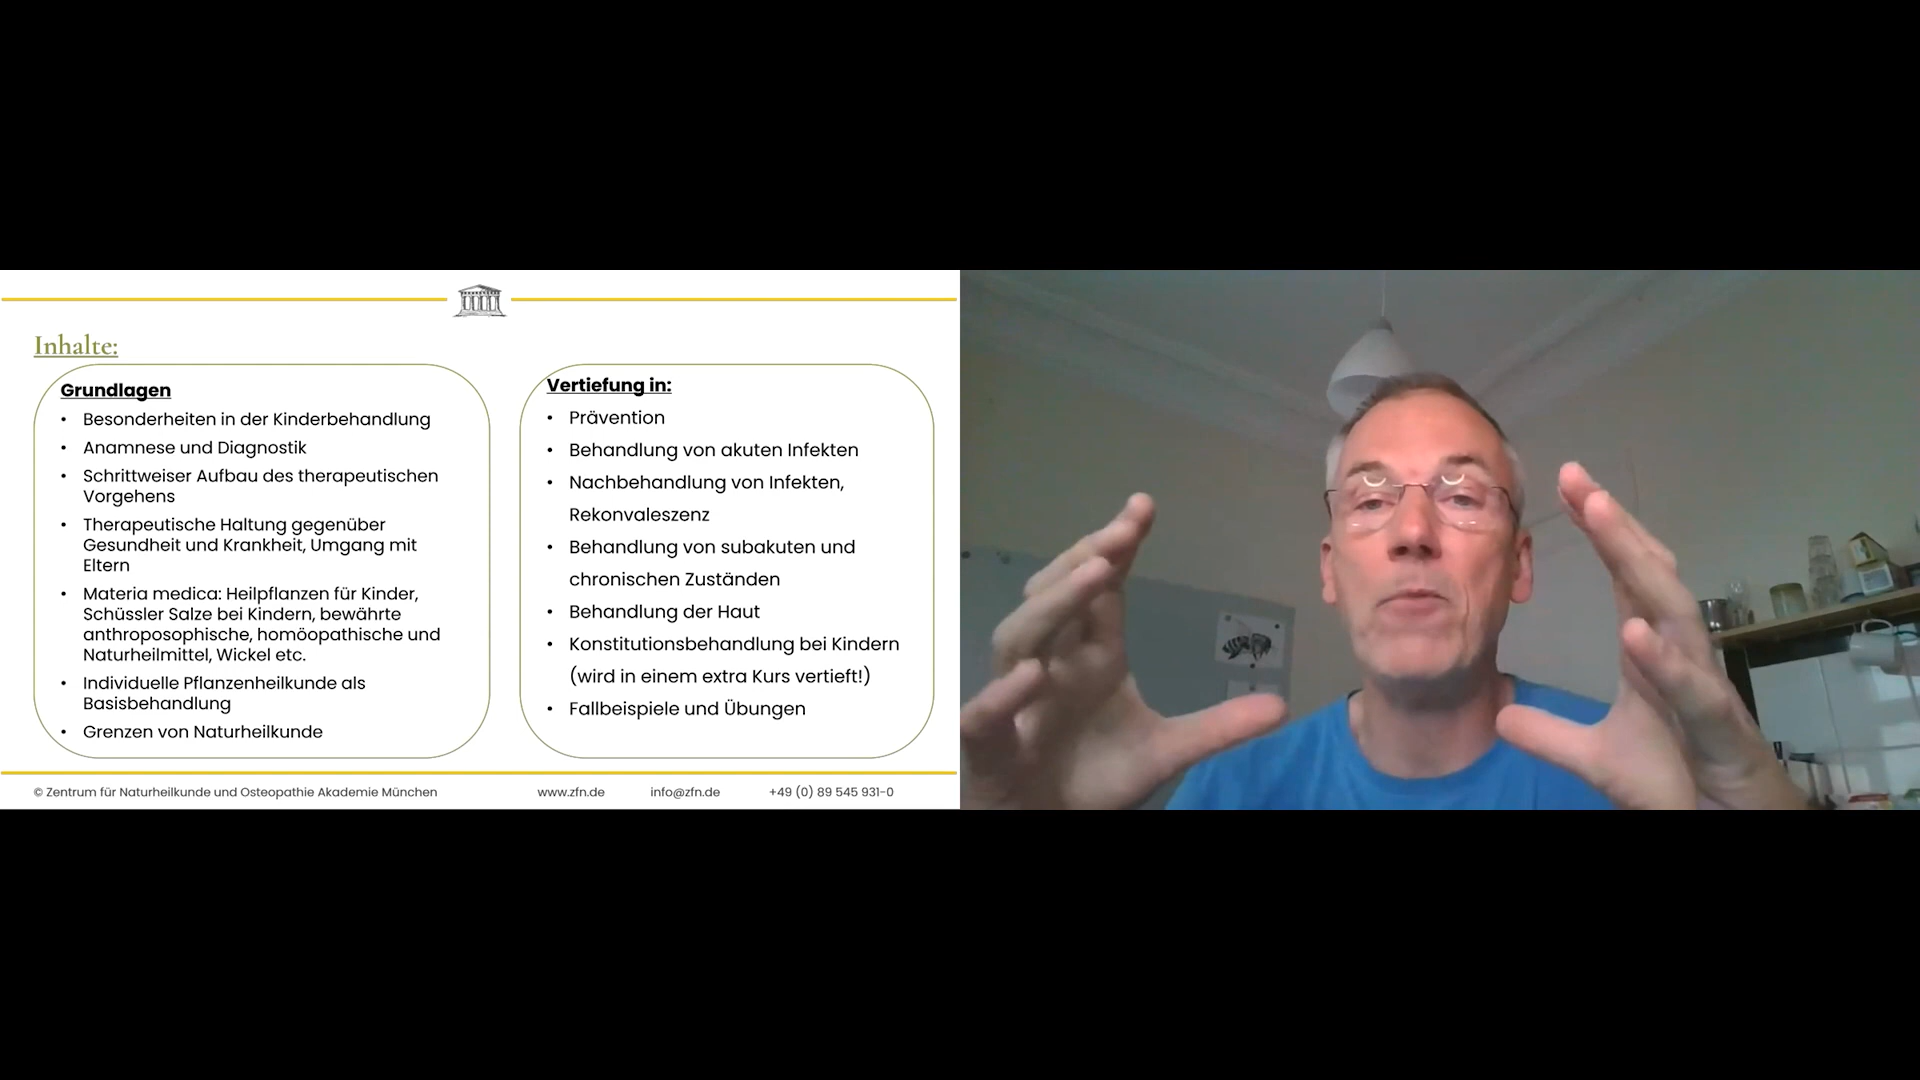 Inhalte:
Grundlagen
• Besonderheiten in der Kinderbehandlung
• Anamnese und Diagnostik
• Schrittweiser Aufbau des therapeutischen
Vorgehens
• Therapeutische Haltung gegenüber
Gesundheit und Krankheit, Umgang mit
Eltern
• Materia medica: Heilpflanzen für Kinder,
Schüssler Salze bei Kindern, bewährte
anthroposophische, homöopathische und
Naturheilmittel, Wickel etc.
• Individuelle Pflanzenheilkunde als
Basisbehandlung
• Grenzen von Naturheilkunde
Vertiefung in:
• Prävention
• Behandlung von akuten Infekten
• Nachbehandlung von Infekten,
Rekonvaleszenz
• Behandlung von subakuten und
chronischen Zuständen
• Behandlung der Haut
• Konstitutionsbehandlung bei Kindern
(wird in einem extra Kurs vertieft!)
• Fallbeispiele und Übungen
© Zentrum für Naturheilkunde und Osteopathie Akademie München www.zfn.de info@zfn.de +49 (0) 89 545 931-0